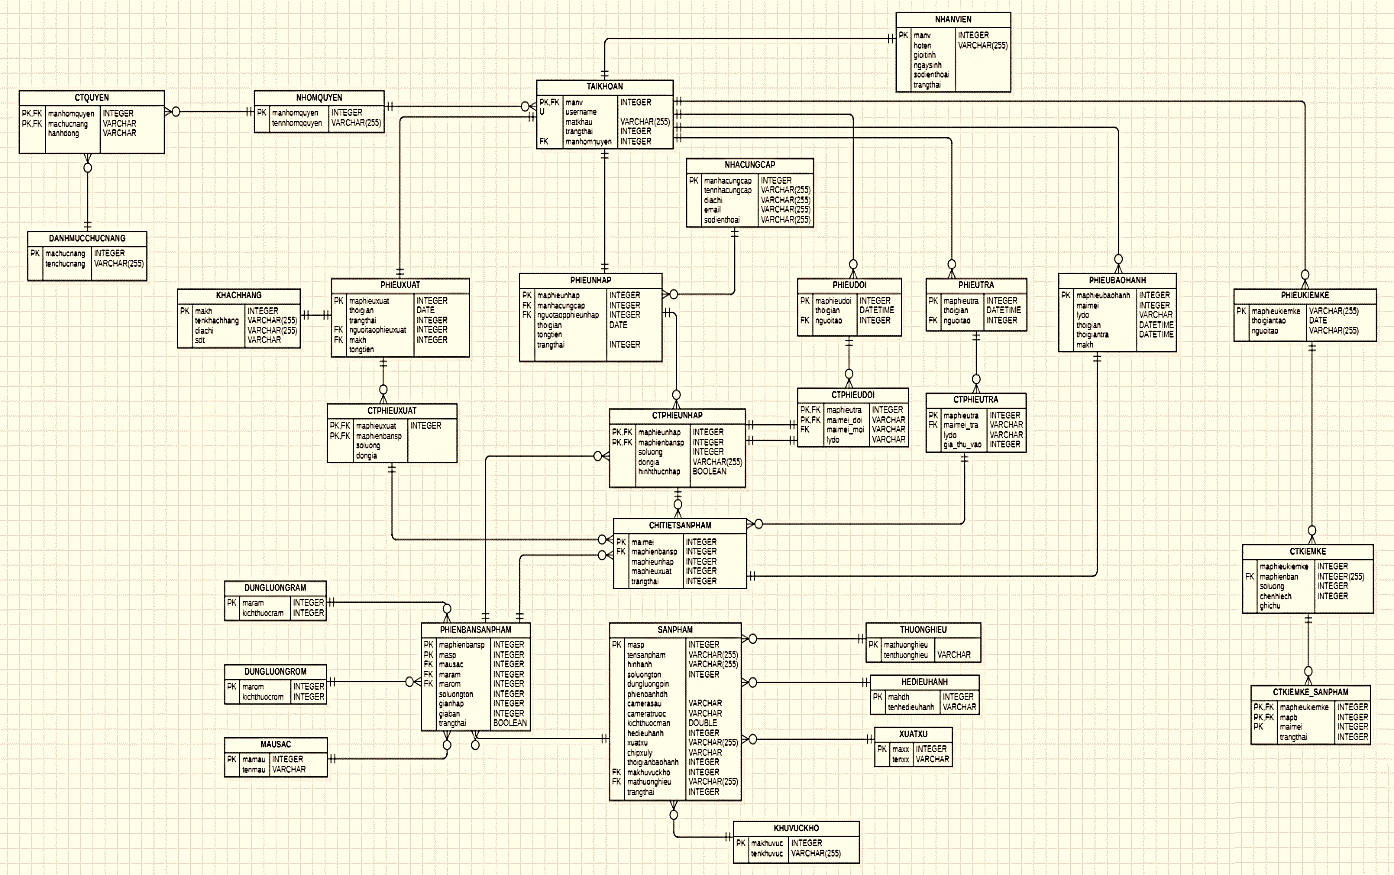 NHANVIEN
PK manv INTEGER
hoten VARCHAR(255)
gioitinh
ngaysinh
sodienthoai
trangthai
TAIKHOAN
PK,FK manv INTEGER
U username
matkhau VARCHAR(255)
trangthai INTEGER
FK manhomquyen INTEGER
CTQUYEN
PK,FK manhomquyen INTEGER
PK,FK machucnang VARCHAR
hanhdong VARCHAR
NHOMQUYEN
PK manhomquyen INTEGER
tennhomquyen VARCHAR(255)
DANHMUCCHUCNANG
PK machucnang INTEGER
tenchucnang VARCHAR(255)
NHACUNGCAP
PK manhacungcap INTEGER
tennhacungcap VARCHAR(255)
diachi VARCHAR(255)
email VARCHAR(255)
sodienthoai VARCHAR(255)
KHACHHANG
PK makh INTEGER
tenkhachhang VARCHAR(255)
diachi VARCHAR(255)
sdt VARCHAR
PHIEUXUAT
PK maphieuxuat INTEGER
thoigian DATE
trangthai INTEGER
FK nguoitaophieuxuat INTEGER
FK makh INTEGER
tongtien
PHIEUNHAP
PK maphieunhap INTEGER
FK manhacungcap INTEGER
FK nguoitaopphieunhap INTEGER
thoigian DATE
tongtien
trangthai INTEGER
PHIEUDOI
PK maphieudoi INTEGER
thoigian DATETIME
FK nguoitao INTEGER
PHIEUTRA
PK mapheutra INTEGER
thoigian DATETIME
FK nguoitao INTEGER
PHIEUBAOHANH
PK maphieubaohanh INTEGER
maimei INTEGER
lydo VARCHAR
thoigian DATETIME
thoigiantra DATETIME
makh
PHIEUKIEMKE
PK maphieukiemke VARCHAR(255)
thoigiantao DATE
nguoitao VARCHAR(255)
CTPHIEUXUAT
PK,FK maphieuxuat INTEGER
PK,FK maphienbansp
soluong
dongia
CTPHIEUNHAP
PK,FK maphieunhap INTEGER
PK,FK maphienbansp INTEGER
soluong INTEGER
dongia VARCHAR(255)
hinhthucnhap BOOLEAN
CTPHIEUDOI
PK,FK maphieutra INTEGER
PK,FK maimei_doi VARCHAR
FK maimei_moi VARCHAR
lydo VARCHAR
CTPHIEUTRA
PK mapheutra INTEGER
FK maimei_tra VARCHAR
lydo VARCHAR
gia_thu_vao INTEGER
CHITIETSANPHAM
PK maimei INTEGER
FK maphienbansp INTEGER
maphieunhap INTEGER
maphieuxuat INTEGER
trangthai INTEGER
CTKIEMKE
maphieukiemke INTEGER
FK maphienban INTEGER(255)
soluong INTEGER
chenhlech INTEGER
ghichu
DUNGLUONGRAM
PK maram INTEGER
kichthuocram INTEGER
DUNGLUONGROM
PK marom INTEGER
kichthuocrom INTEGER
MAUSAC
PK mamau INTEGER
tenmau VARCHAR
PHIENBANSANPHAM
PK maphienbansp INTEGER
FK masp INTEGER
FK mausac INTEGER
FK maram INTEGER
FK marom INTEGER
soluongton INTEGER
gianhap INTEGER
giaban INTEGER
trangthai BOOLEAN
SANPHAM
PK masp INTEGER
tensanpham VARCHAR(255)
hinhanh VARCHAR(255)
soluongton INTEGER
dungluongpin
phienbanhdh
camerasau VARCHAR
cameratruoc VARCHAR
kichthuocman DOUBLE
hedieuhanh INTEGER
xuatxu VARCHAR(255)
chipxuly VARCHAR
thoigianbaohanh INTEGER
FK makhuvuckho INTEGER
FK mathuonghieu VARCHAR(255)
trangthai INTEGER
THUONGHIEU
PK mathuonghieu
tenthuonghieu VARCHAR
HEDIEUHANH
PK mahdh INTEGER
tenhedieuhanh VARCHAR
XUATXU
PK maxx INTEGER
tenxx VARCHAR
CTKIEMKE_SANPHAM
PK,FK maphieukiemke INTEGER
PK,FK mapb INTEGER
PK maimei INTEGER
trangthai INTEGER
KHUVUCKHO
PK makhuvuc INTEGER
tenkhuvuc VARCHAR(255)